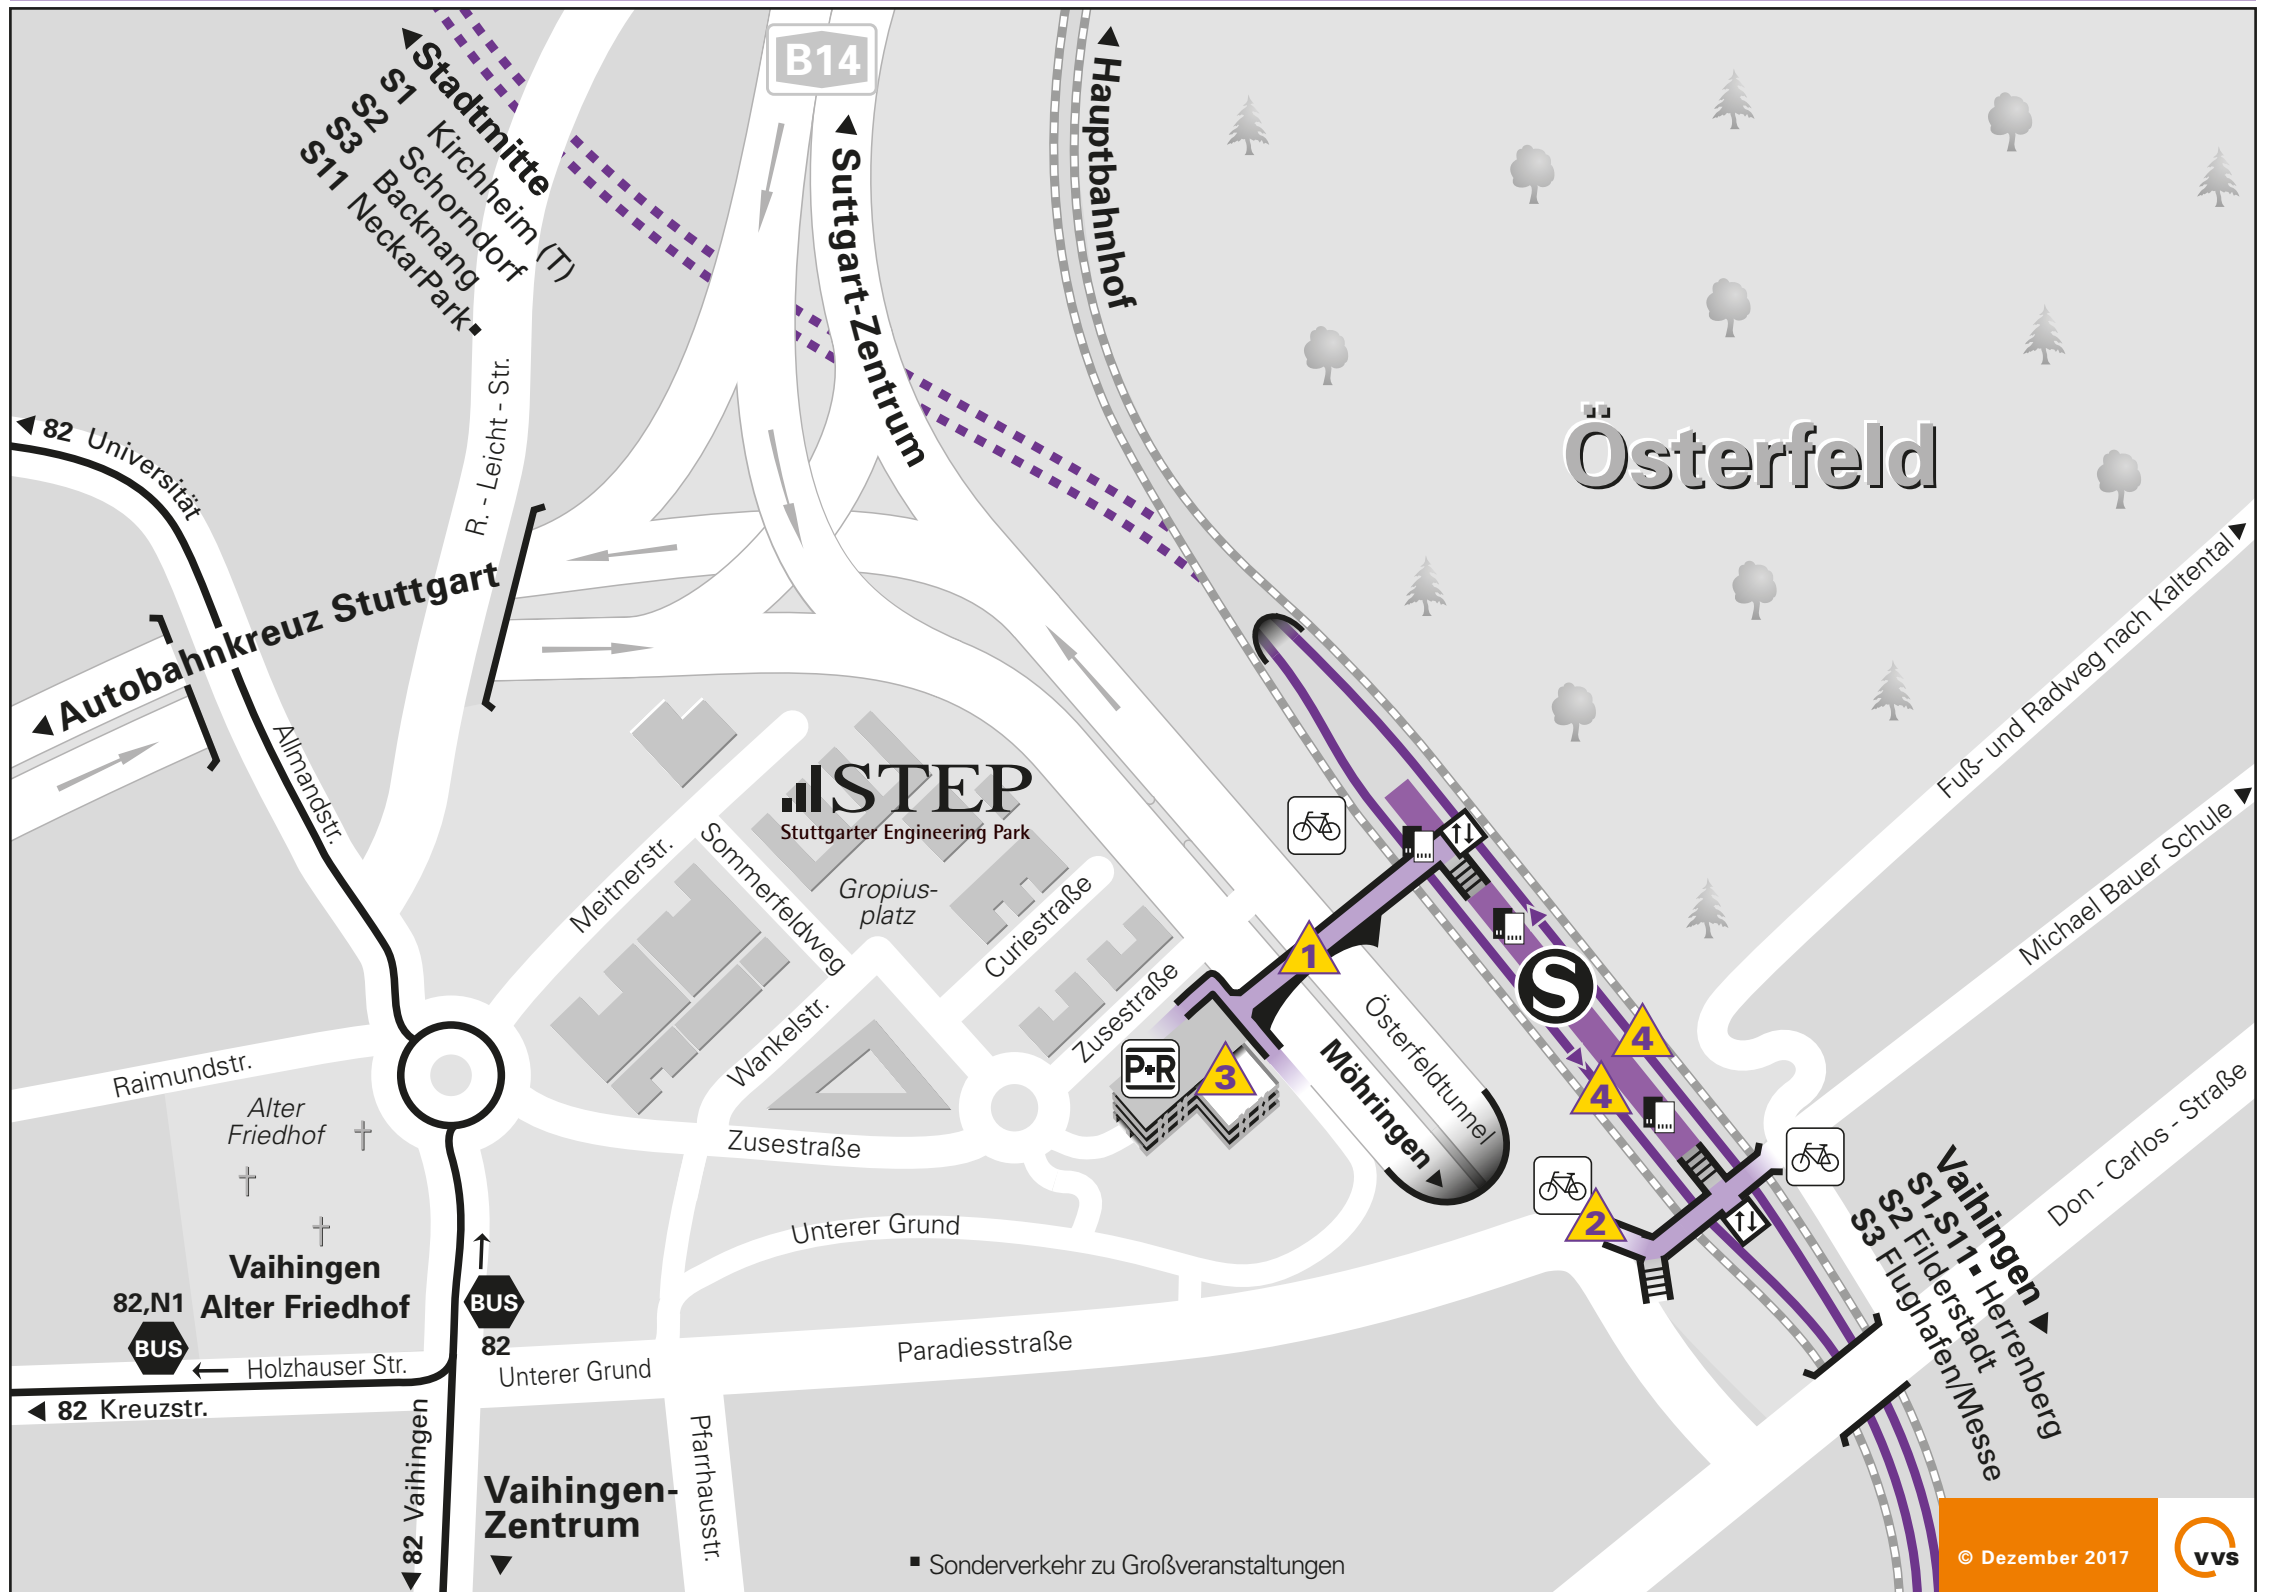 B14
Stadtmitte
S1 Kirchheim (T)
S2 Schorndorf
S3 Backnang
S11 NeckarPark▪
Suttgart-Zentrum
Hauptbahnhof
Österfeld
82 Universität
R. - Leicht - Str.
Autobahnkreuz Stuttgart
Allmandstr.
STEP
Stuttgarter Engineering Park
Meitnerstr.
Sommerfeldweg
Gropius-
platz
Curiestraße
Zusestraße
Wankelstr.
Fuß- und Radweg nach Kaltental
Michael Bauer Schule
Don - Carlos - Straße
1
S
4
4
P+R
3
2
Österfeldtunnel
Möhringen
Raimundstr.
Alter
Friedhof
Zusestraße
Unterer Grund
Vaihingen
Alter Friedhof
82,N1
BUS
BUS
82
Holzhauser Str.
82 Kreuzstr.
Unterer Grund
Paradiesstraße
Pfarrhausstr.
82 Vaihingen
Vaihingen-
Zentrum
Vaihingen
S1,S11▪ Herrenberg
S2 Filderstadt
S3 Flughafen/Messe
▪ Sonderverkehr zu Großveranstaltungen
© Dezember 2017
vvs